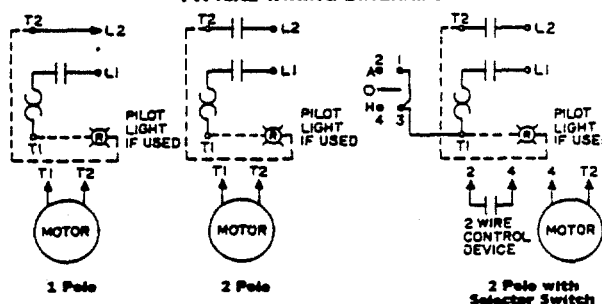 T2
L2
L1
T1
R
PILOT
LIGHT
IF USED
T1
T2
MOTOR
1 Pole
T2
L2
L1
T1
R
PILOT
LIGHT
IF USED
T1
T2
MOTOR
2 Pole
T2
L2
A
2
1
O
H
4
3
L1
T1
R
PILOT
LIGHT
IF USED
2
4
4
T2
2 WIRE
CONTROL
DEVICE
MOTOR
2 Pole with
Selector Switch